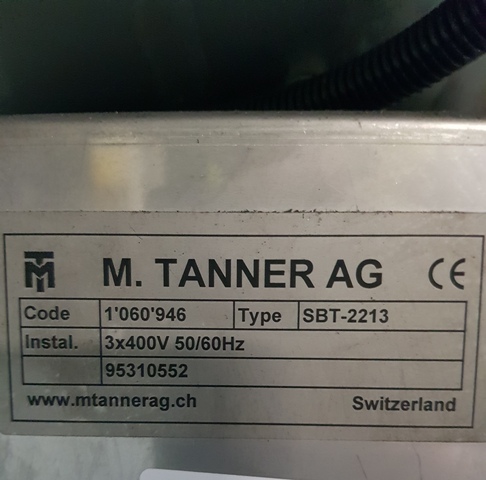 TM M. TANNER AG CE
Code 1'060'946 Type SBT-2213
Instal. 3x400V 50/60Hz
95310552
www.mtannerag.ch Switzerland